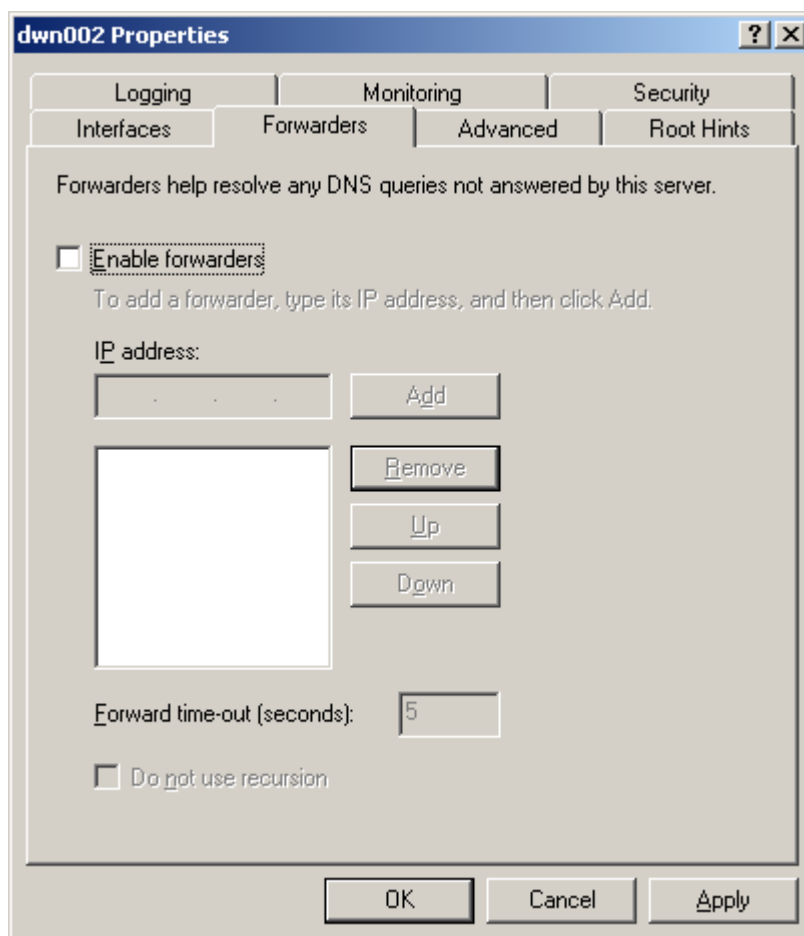 dwn002 Properties
Logging Monitoring Security
Interfaces Forwarders Advanced Root Hints
Forwarders help resolve any DNS queries not answered by this server.
Enable forwarders
To add a forwarder, type its IP address, and then click Add.
IP address:
. . . Add
Remove
Up
Down
Forward time-out (seconds): 5
Do not use recursion
OK Cancel Apply